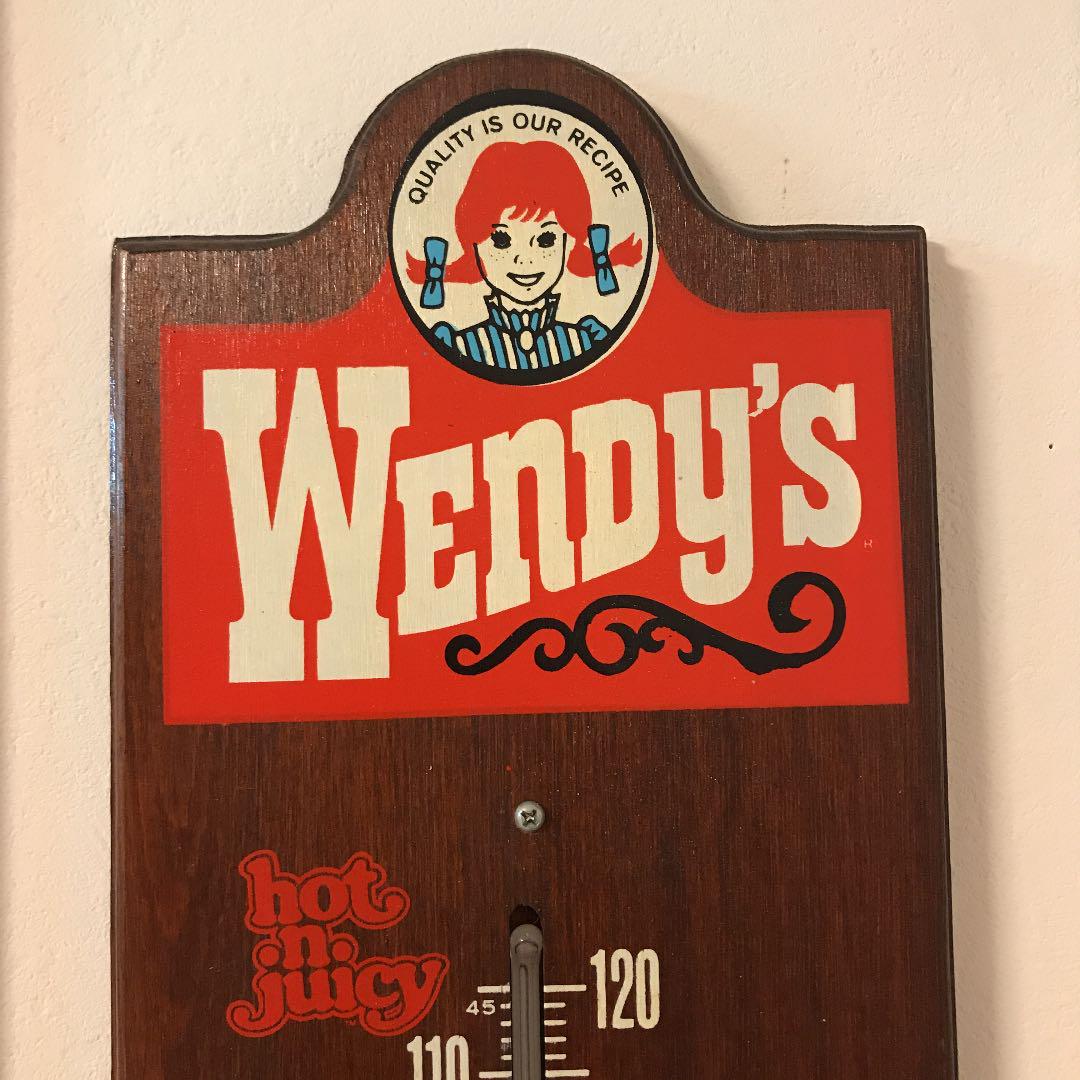 QUALITY IS OUR RECIPE
WENDY'S
hot
n
juicy
120
45
110